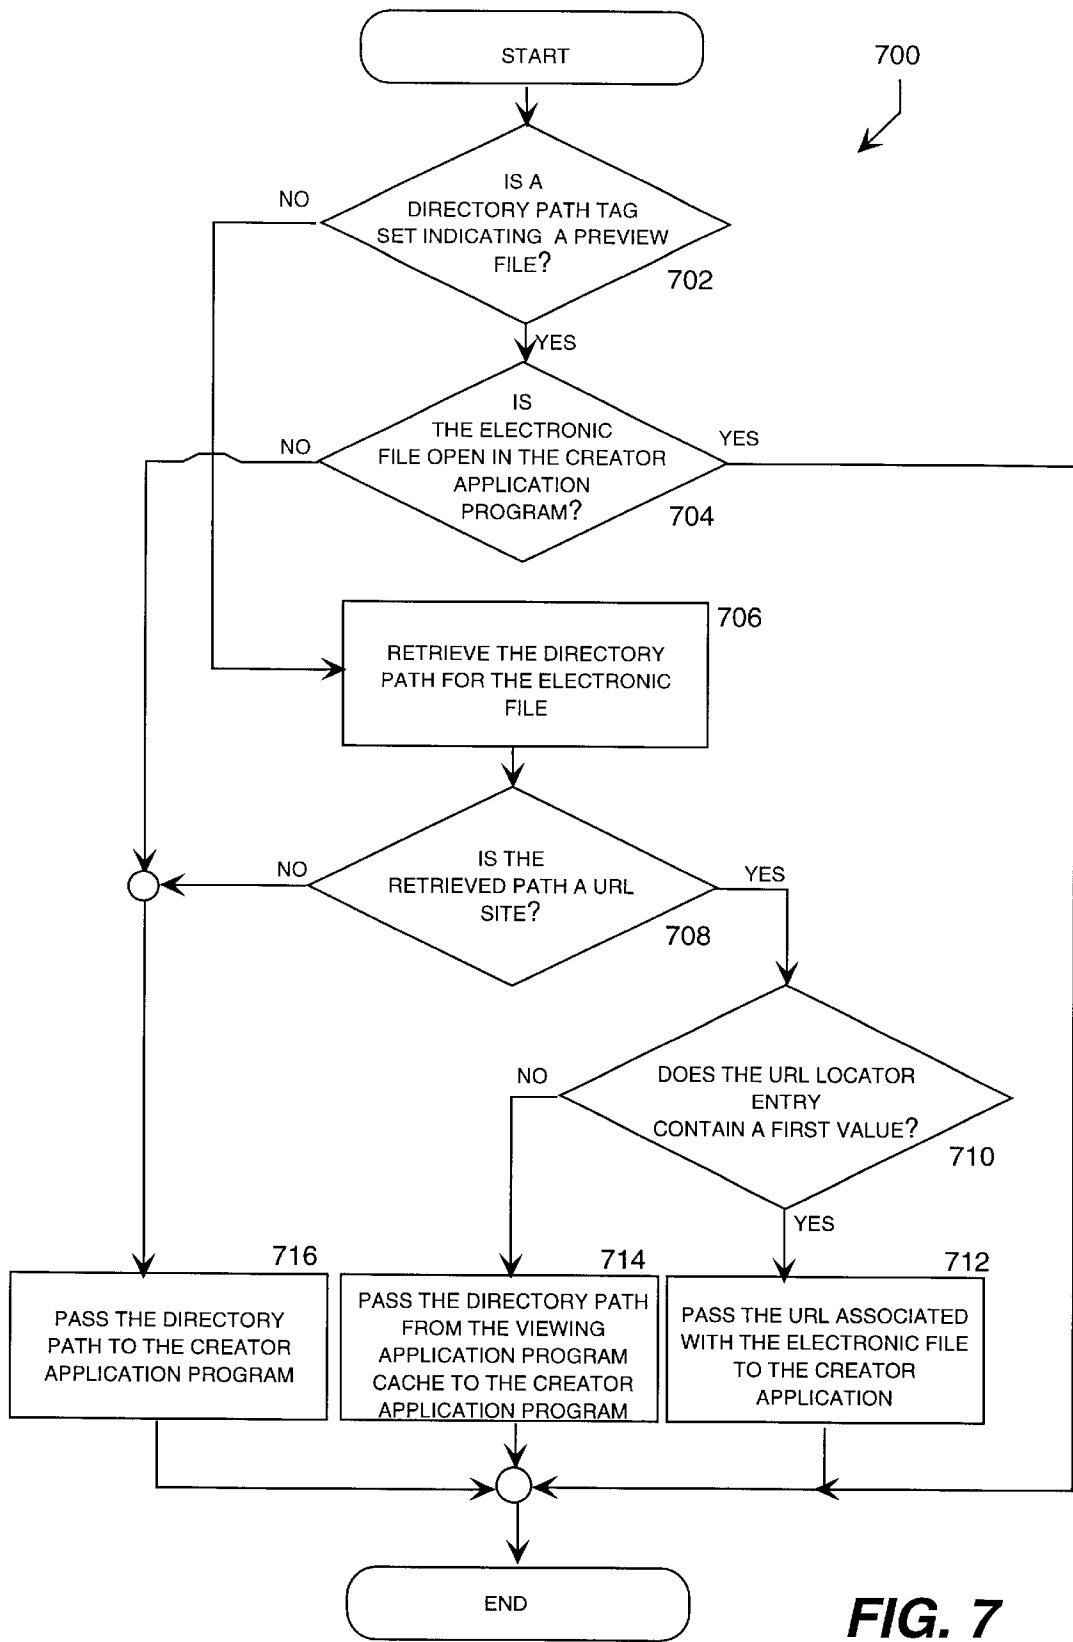 START
700
IS A
DIRECTORY PATH TAG
SET INDICATING A PREVIEW
FILE?
NO
702
YES
IS
THE ELECTRONIC
FILE OPEN IN THE CREATOR
APPLICATION
PROGRAM?
NO
YES
704
706
RETRIEVE THE DIRECTORY
PATH FOR THE ELECTRONIC
FILE
IS THE
RETRIEVED PATH A URL
SITE?
NO
YES
708
DOES THE URL LOCATOR
ENTRY
CONTAIN A FIRST VALUE?
NO
710
YES
716
PASS THE DIRECTORY
PATH TO THE CREATOR
APPLICATION PROGRAM
714
PASS THE DIRECTORY PATH
FROM THE VIEWING
APPLICATION PROGRAM
CACHE TO THE CREATOR
APPLICATION PROGRAM
712
PASS THE URL ASSOCIATED
WITH THE ELECTRONIC FILE
TO THE CREATOR
APPLICATION
END
FIG. 7